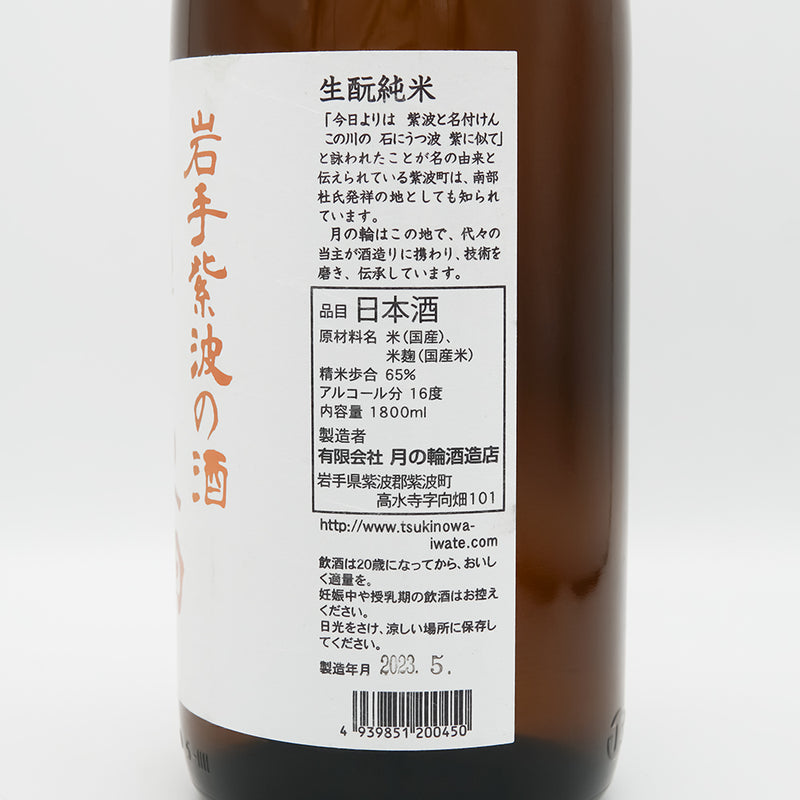 岩手紫波の酒
生酛純米
「今日よりは 紫波と名付けん
この川の 石にうつ波 紫に似て」
と詠われたことが名の由来と
伝えられている紫波町は、南部
杜氏発祥の地としても知られ
ています。
月の輪はこの地で、代々の
当主が酒造りに携わり、技術を
磨き、伝承しています。
品目 日本酒
原材料名 米(国産)、
米麹(国産米)
精米歩合 65%
アルコール分 16度
内容量 1800ml
製造者
有限会社 月の輪酒造店
岩手県紫波郡紫波町
高水寺字向畑101
http://www.tsukinowa-
iwate.com
飲酒は20歳になってから、おいし
く適量を。
妊娠中や授乳期の飲酒はお控え
ください。
日光をさけ、涼しい場所に保存し
てください。
製造年月 2023. 5.
4 939851 200450